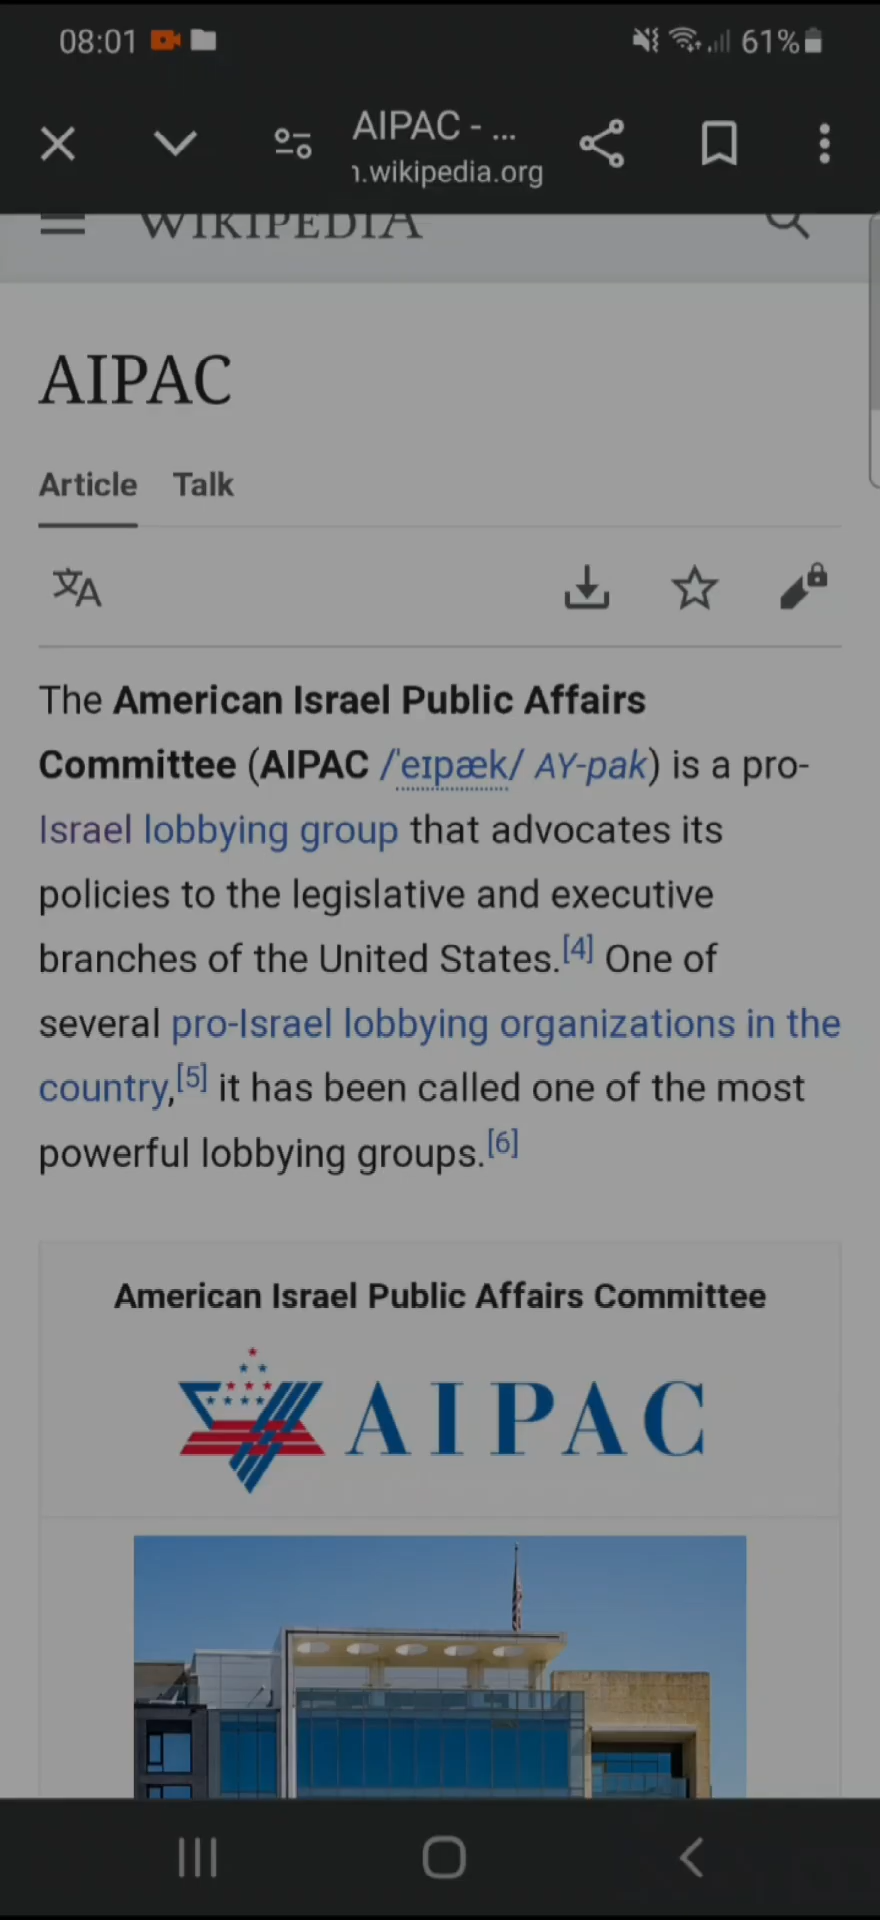 08:01 61%
AIPAC - ...
.wikipedia.org
WIKIPEDIA
AIPAC
Article Talk
文A
The American Israel Public Affairs
Committee (AIPAC /ˈeɪpæk/ AY-pak) is a pro-
Israel lobbying group that advocates its
policies to the legislative and executive
branches of the United States.[4] One of
several pro-Israel lobbying organizations in the
country,[5] it has been called one of the most
powerful lobbying groups.[6]
American Israel Public Affairs Committee
AIPAC